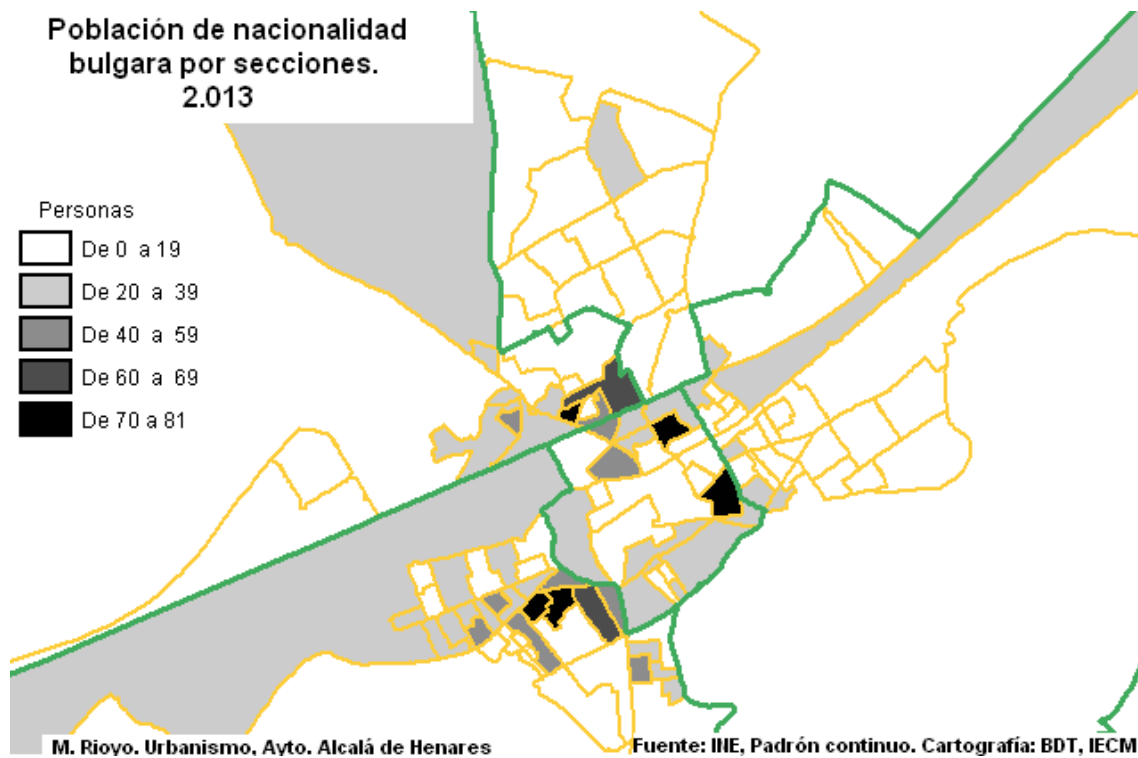 Población de nacionalidad
bulgara por secciones.
2.013
Personas
De 0 a 19
De 20 a 39
De 40 a 59
De 60 a 69
De 70 a 81
M. Rioyo. Urbanismo, Ayto. Alcalá de Henares
Fuente: INE, Padrón continuo. Cartografía: BDT, IECM